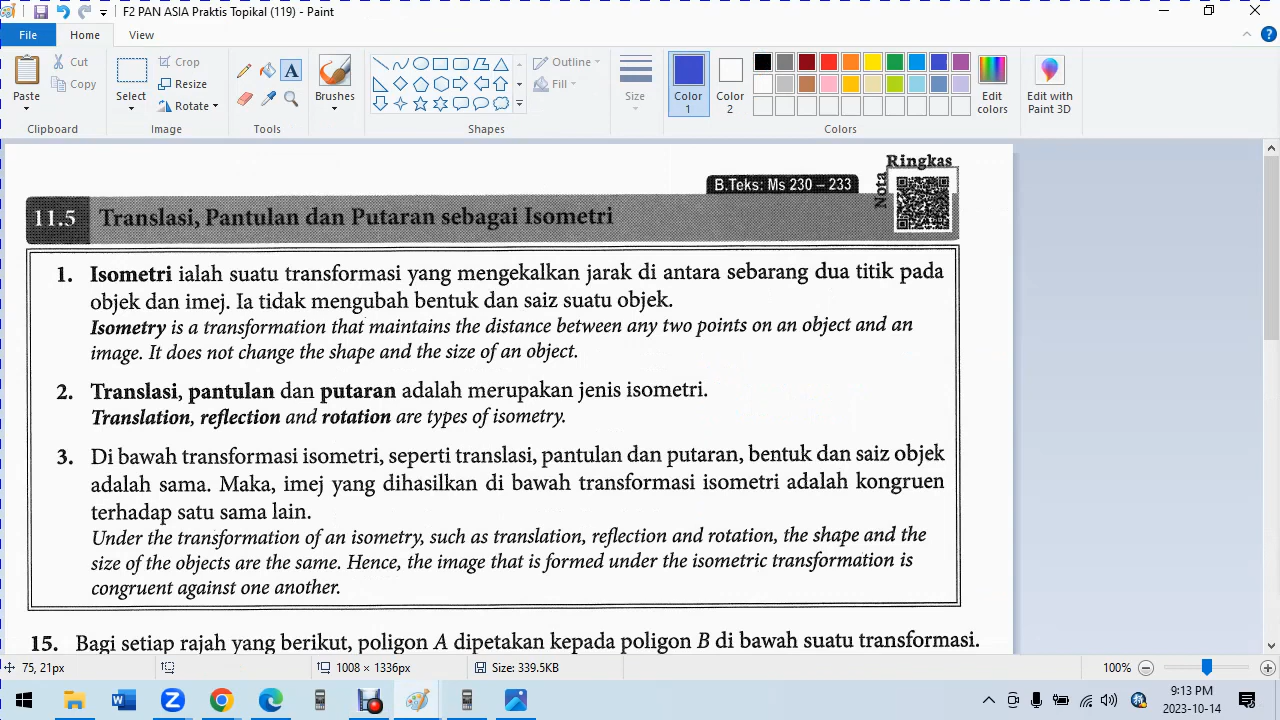 F2 PAN ASIA Praktis Topikal (119) - Paint
File Home View
Paste Cut Copy Clipboard
Select Crop Resize Rotate Image
Tools
Brushes
Outline Fill Shapes
Size
Color 1 Color 2 Edit colors Colors
Edit with Paint 3D
Nota Ringkas
B.Teks: Ms 230 – 233
11.5 Translasi, Pantulan dan Putaran sebagai Isometri
1. Isometri ialah suatu transformasi yang mengekalkan jarak di antara sebarang dua titik pada
objek dan imej. Ia tidak mengubah bentuk dan saiz suatu objek.
Isometry is a transformation that maintains the distance between any two points on an object and an
image. It does not change the shape and the size of an object.
2. Translasi, pantulan dan putaran adalah merupakan jenis isometri.
Translation, reflection and rotation are types of isometry.
3. Di bawah transformasi isometri, seperti translasi, pantulan dan putaran, bentuk dan saiz objek
adalah sama. Maka, imej yang dihasilkan di bawah transformasi isometri adalah kongruen
terhadap satu sama lain.
Under the transformation of an isometry, such as translation, reflection and rotation, the shape and the
size of the objects are the same. Hence, the image that is formed under the isometric transformation is
congruent against one another.
15. Bagi setiap rajah yang berikut, poligon A dipetakan kepada poligon B di bawah suatu transformasi.
75, 21px 1008 × 1336px Size: 339.5KB 100%
9:13 PM
2023-10-14